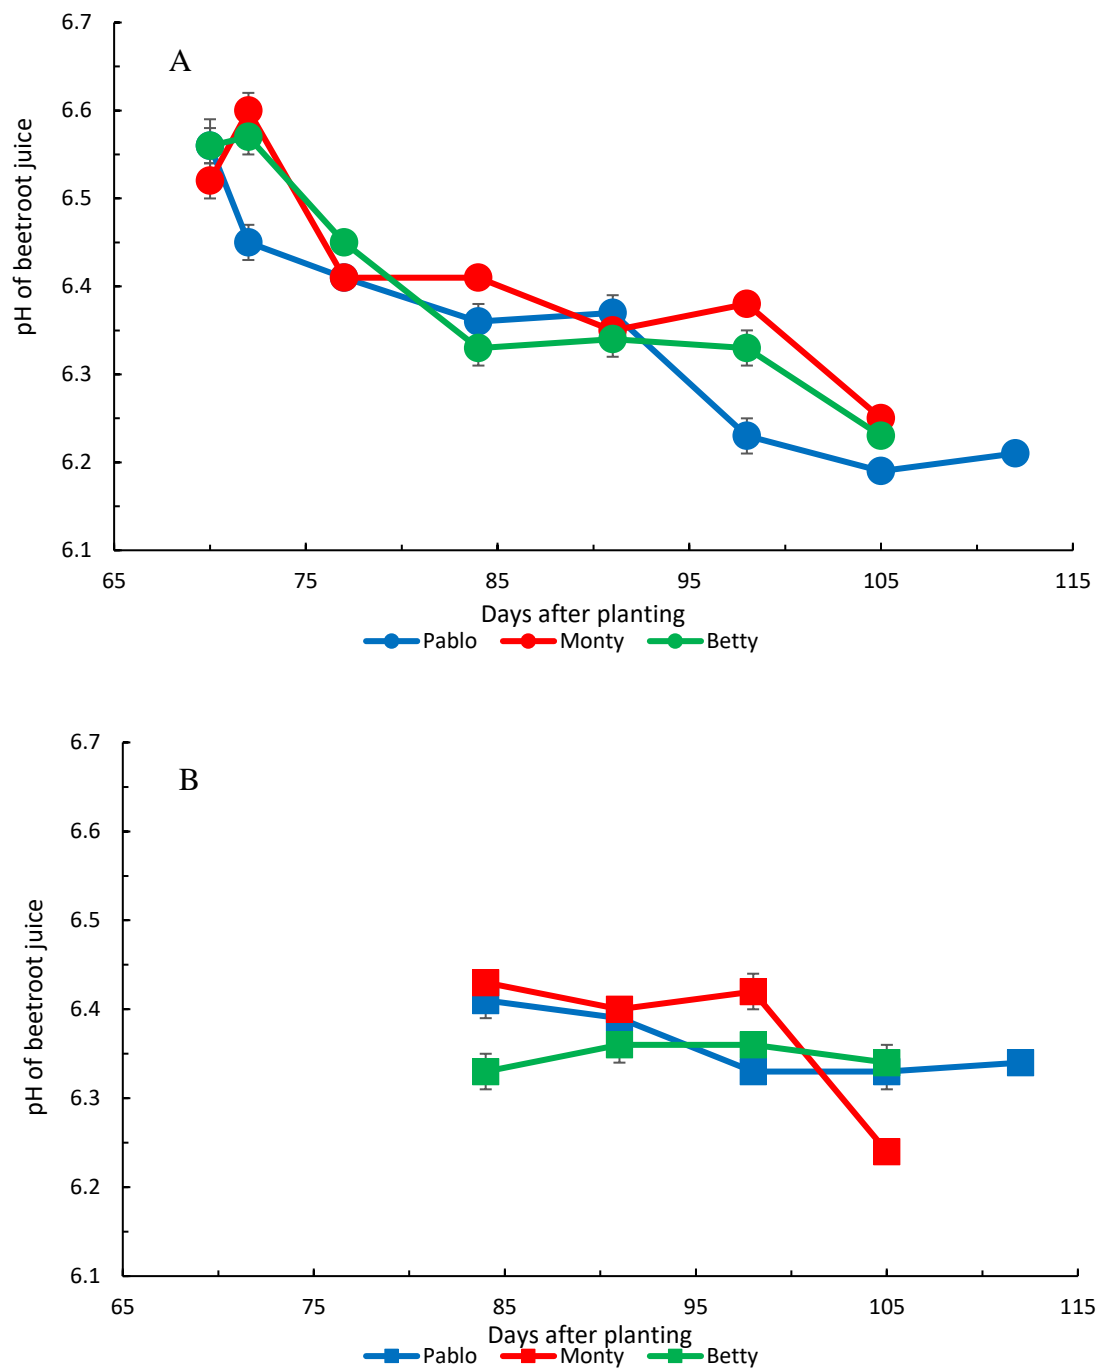 A
pH of beetroot juice
6.7
6.6
6.5
6.4
6.3
6.2
6.1
65 75 85 95 105 115
Days after planting
Pablo Monty Betty
B
pH of beetroot juice
6.7
6.6
6.5
6.4
6.3
6.2
6.1
65 75 85 95 105 115
Days after planting
Pablo Monty Betty